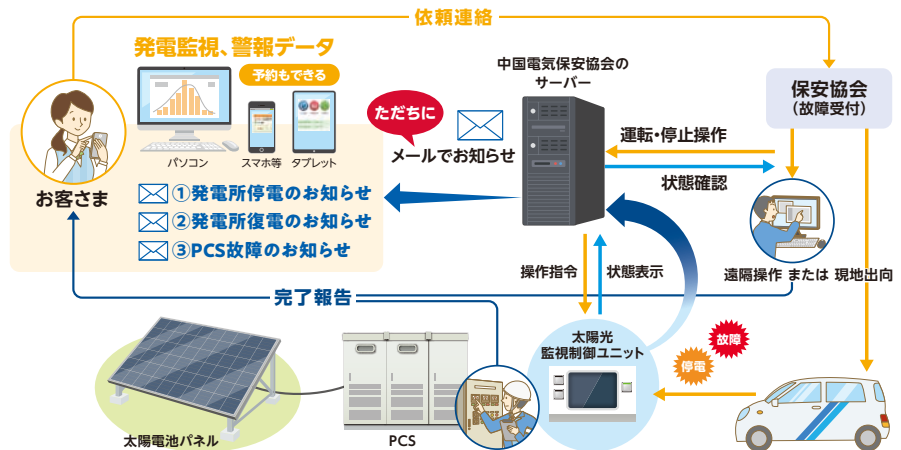 依頼連絡
発電監視、警報データ
予約もできる
パソコン
スマホ等
タブレット
お客さま
ただちに
メールでお知らせ
①発電所停電のお知らせ
②発電所復電のお知らせ
③PCS故障のお知らせ
中国電気保安協会の
サーバー
保安協会
（故障受付）
運転・停止操作
状態確認
遠隔操作 または 現地出向
操作指令
状態表示
完了報告
太陽光
監視制御ユニット
故障
停電
太陽電池パネル
PCS